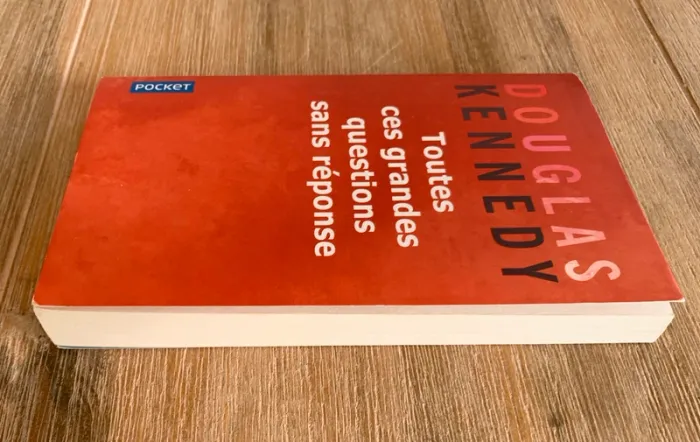 DOUGLAS
KENNEDY
Toutes
ces grandes
questions
sans réponse
POCKET